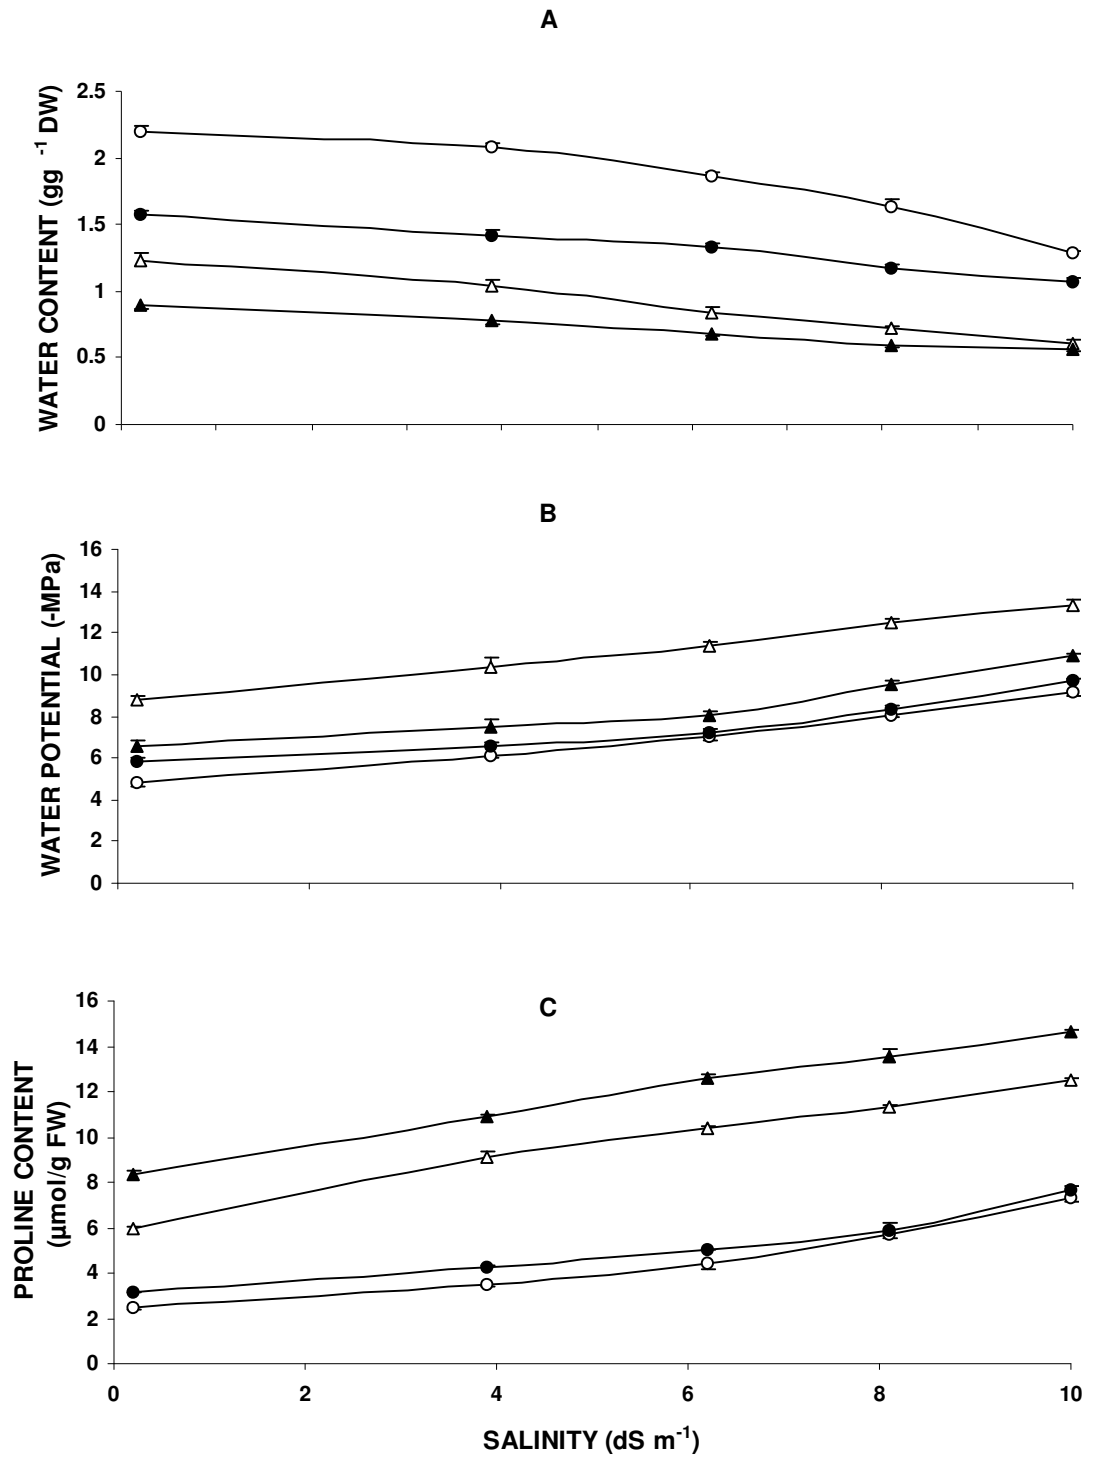 A
WATER CONTENT (gg ⁻¹ DW)
2.5
2
1.5
1
0.5
0
B
WATER POTENTIAL (-MPa)
16
14
12
10
8
6
4
2
0
C
PROLINE CONTENT
(µmol/g FW)
16
14
12
10
8
6
4
2
0
0 2 4 6 8 10
SALINITY (dS m⁻¹)